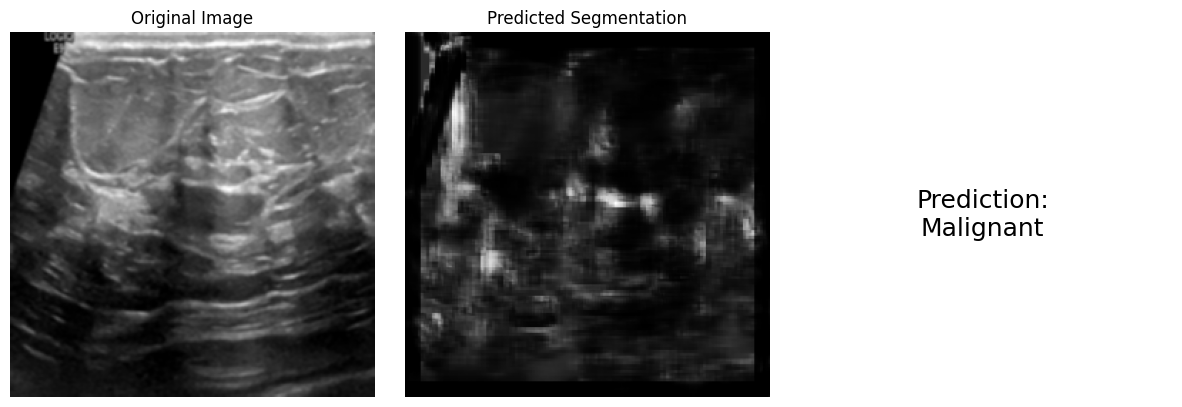 Original Image
Predicted Segmentation
Prediction:
Malignant